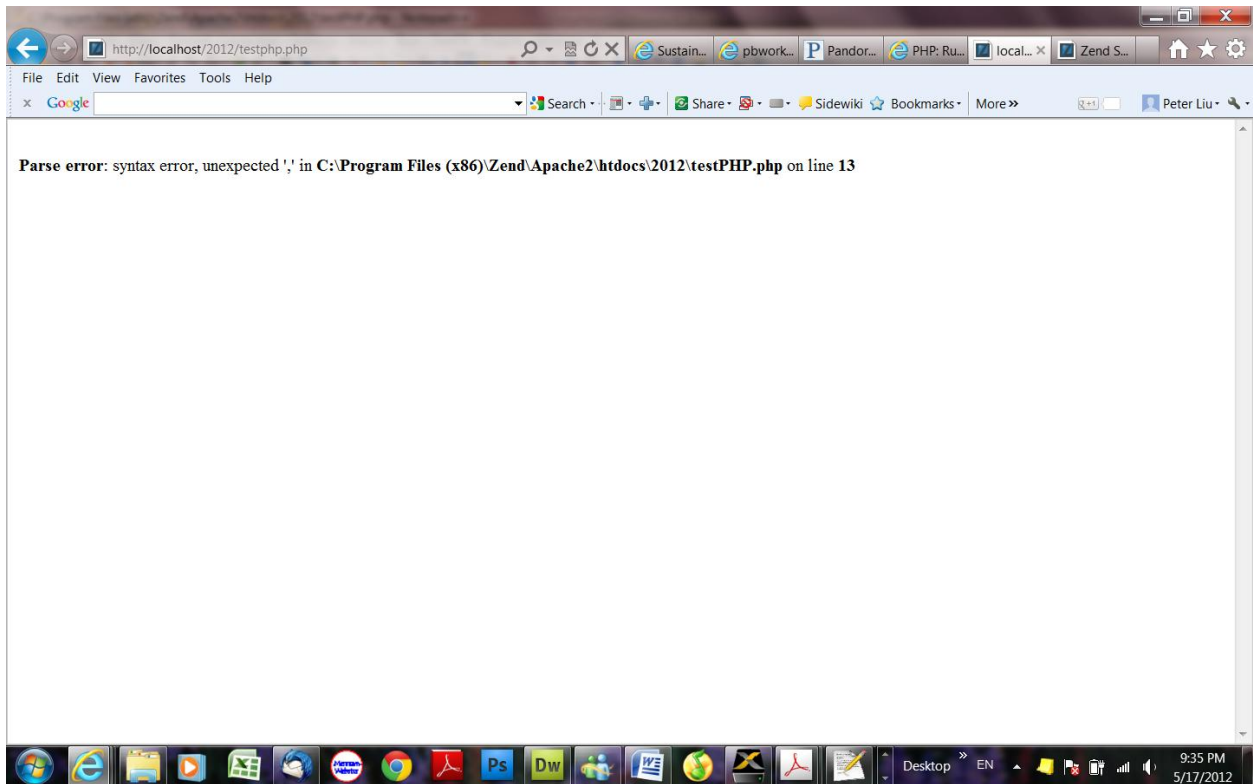 http://localhost/2012/testphp.php
Sustain... pbwork... Pandor... PHP: Ru... local... Zend S...
File Edit View Favorites Tools Help
x Google Search Share Sidewiki Bookmarks More » Peter Liu
Parse error: syntax error, unexpected ',' in C:\Program Files (x86)\Zend\Apache2\htdocs\2012\testPHP.php on line 13
Ps Dw Desktop » EN 9:35 PM
5/17/2012